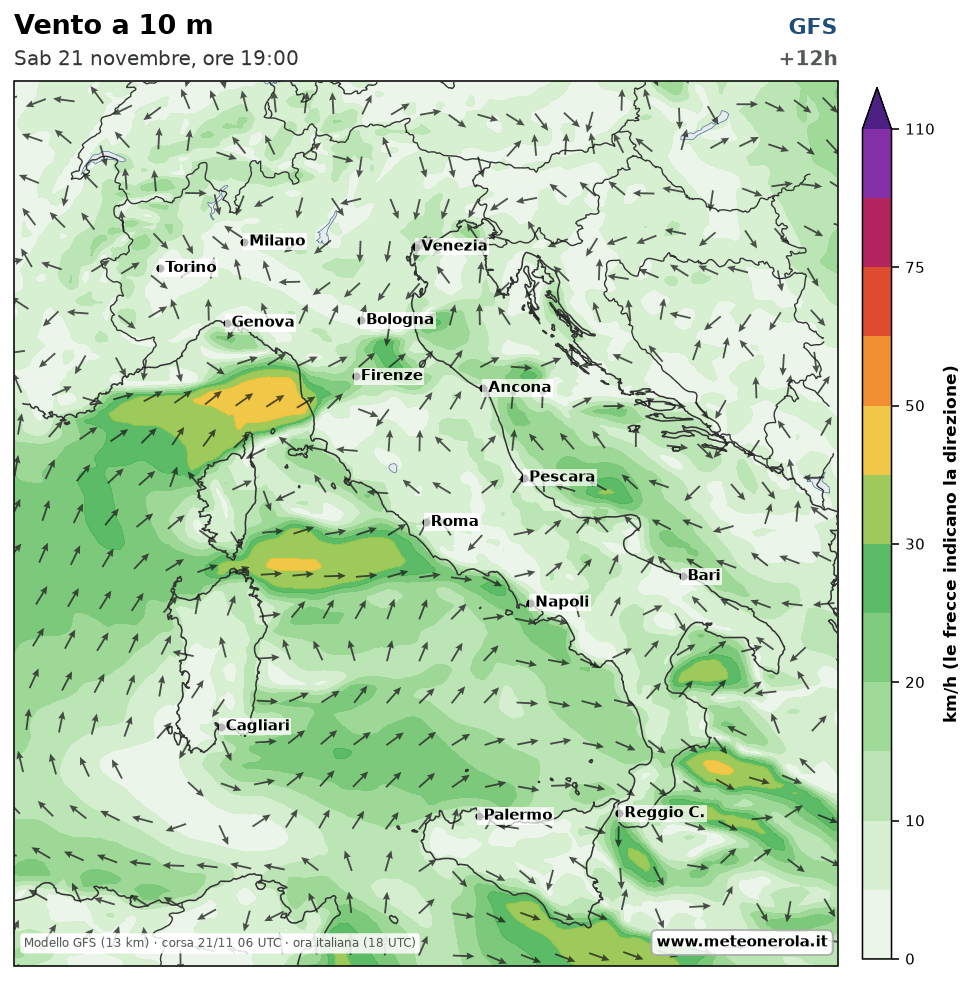 Vento a 10 m
GFS
Sab 21 novembre, ore 19:00
+12h
Milano
Venezia
Torino
Genova
Bologna
Firenze
Ancona
Pescara
Roma
Bari
Napoli
Cagliari
Palermo
Reggio C.
110
75
50
30
20
10
0
km/h (le frecce indicano la direzione)
Modello GFS (13 km) · corsa 21/11 06 UTC · ora italiana (18 UTC)
www.meteonerola.it